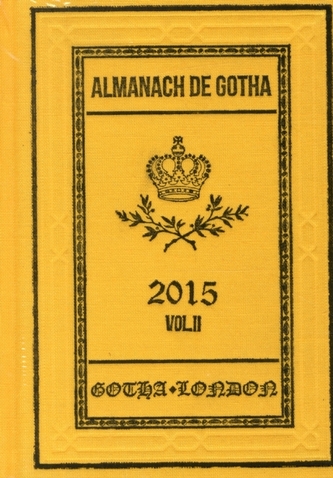 ALMANACH DE GOTHA
2015
VOL.II
GOTHA♦LONDON